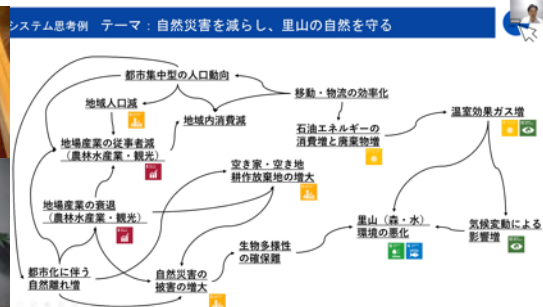 システム思考例　テーマ：自然災害を減らし、里山の自然を守る
都市集中型の人口動向
移動・物流の効率化
地域人口減
地域内消費減
温室効果ガス増
石油エネルギーの
消費増と廃棄物増
地場産業の従事者減
（農林水産業・観光）
空き家・空き地
耕作放棄地の増大
地場産業の衰退
（農林水産業・観光）
里山（森・水）
環境の悪化
気候変動による
影響増
生物多様性
の確保難
都市化に伴う
自然離れ増
自然災害の
被害の増大